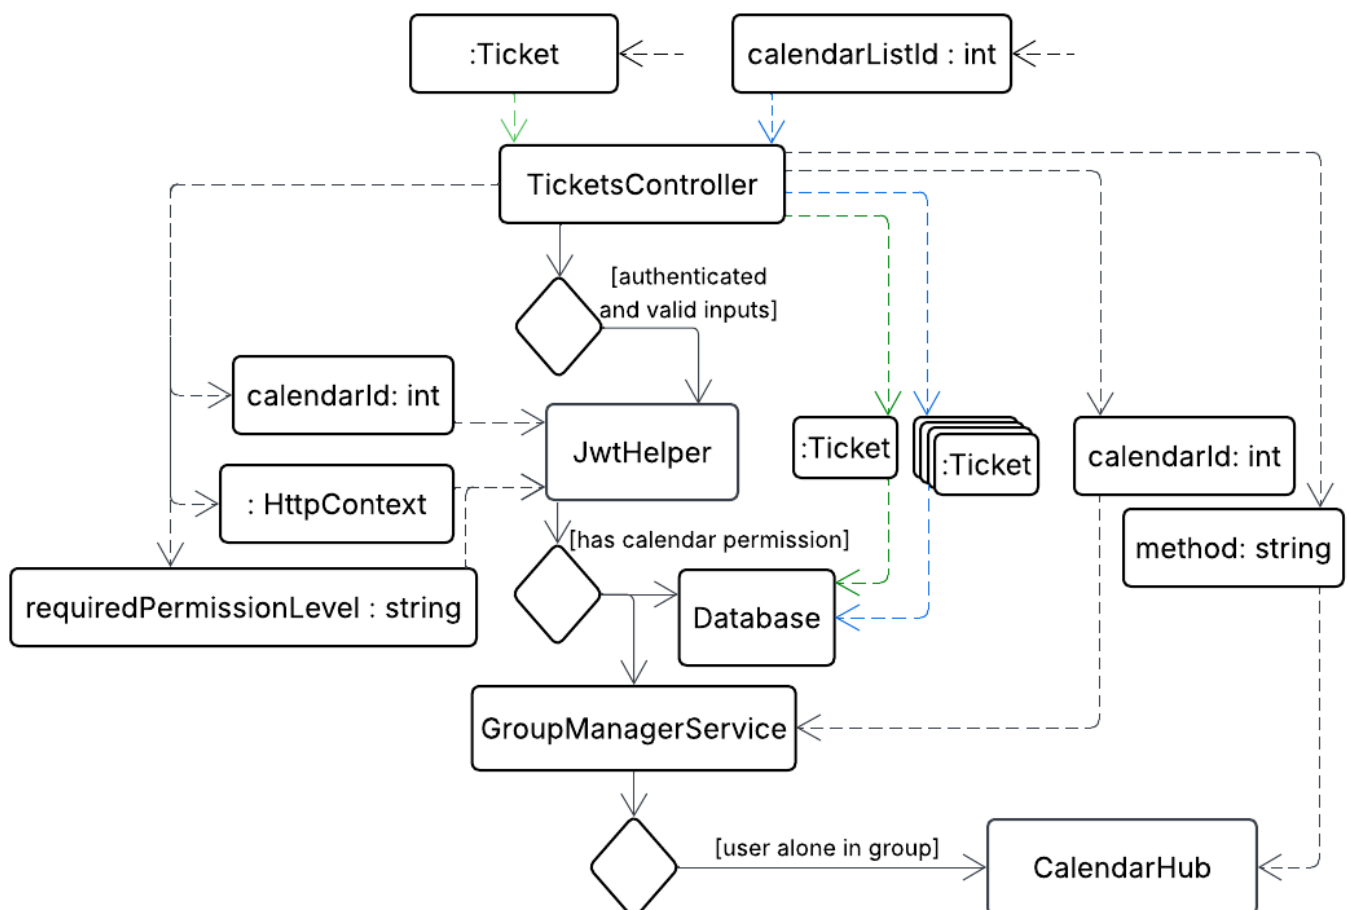 :Ticket
calendarListId : int
TicketsController
[authenticated
and valid inputs]
calendarId: int
JwtHelper
:Ticket
:Ticket
calendarId: int
: HttpContext
[has calendar permission]
method: string
requiredPermissionLevel : string
Database
GroupManagerService
[user alone in group]
CalendarHub